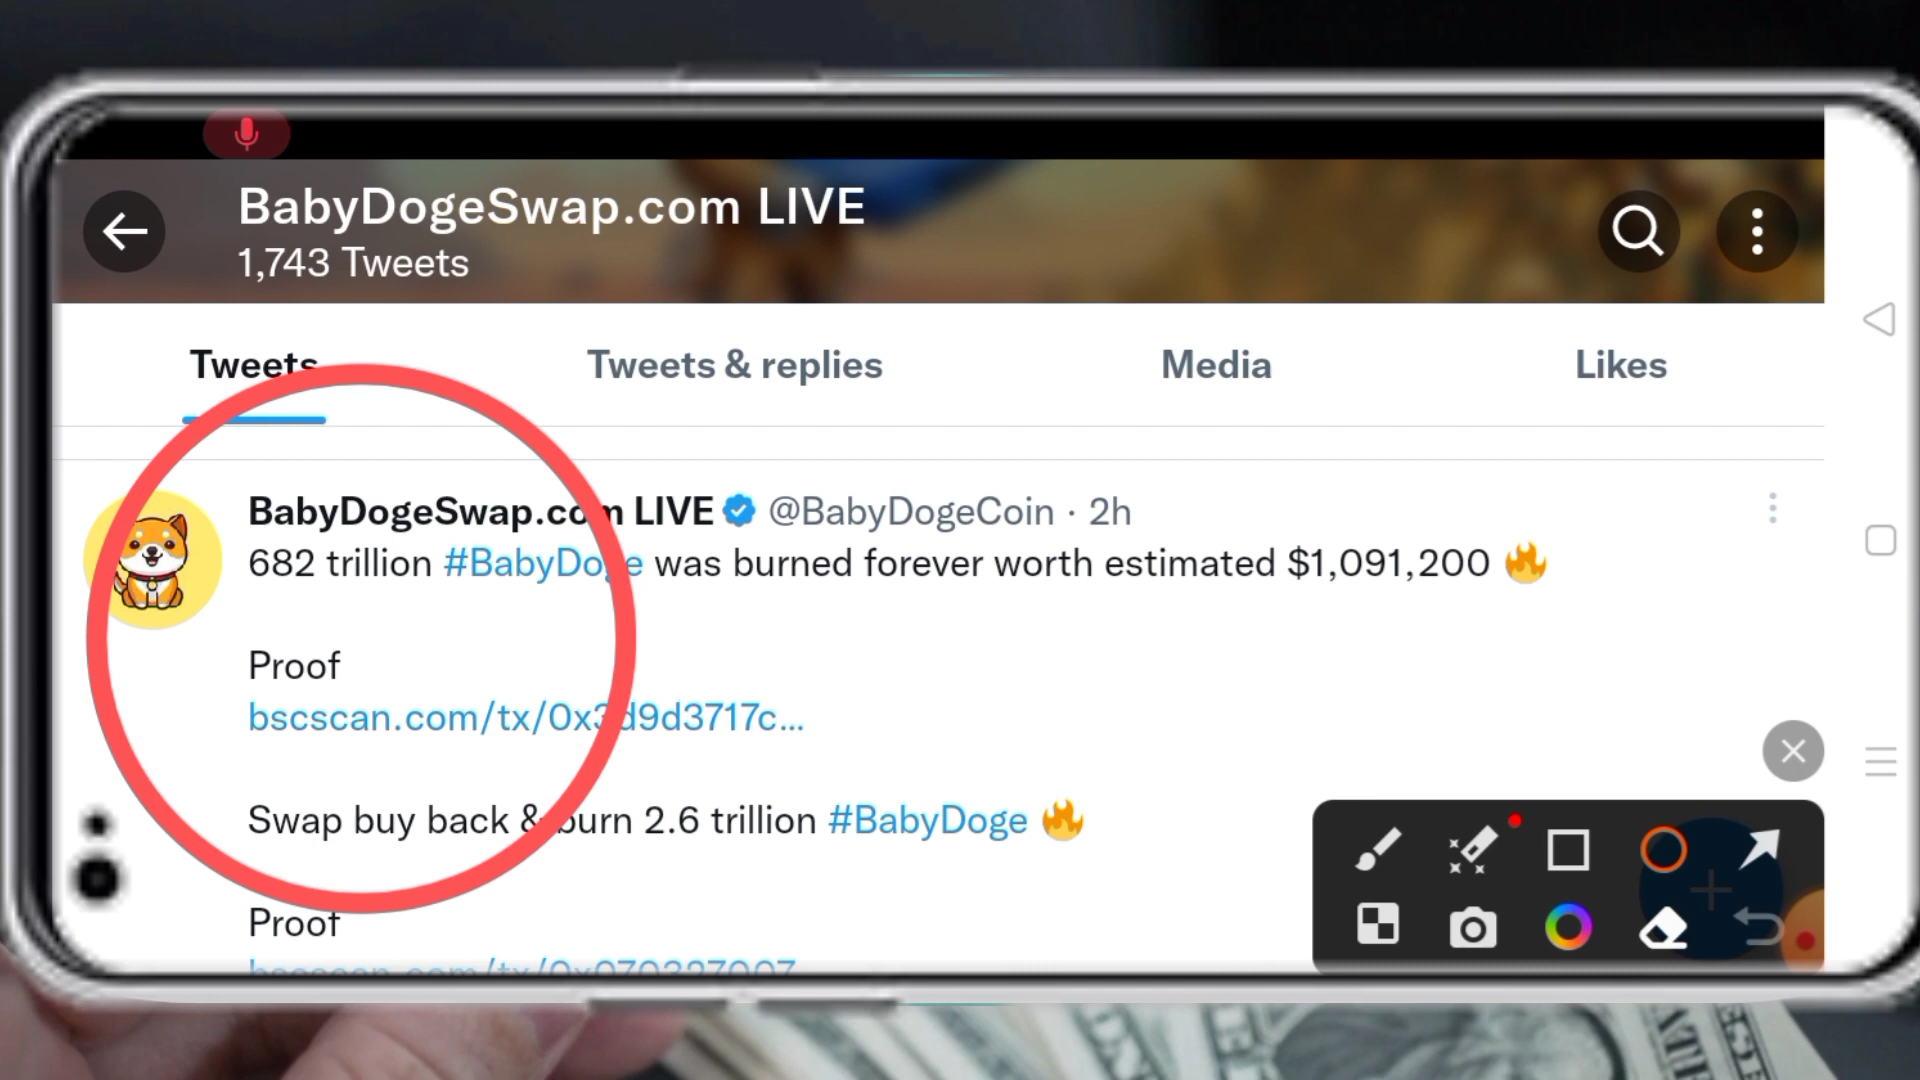 BabyDogeSwap.com LIVE
1,743 Tweets
Tweets
Tweets & replies
Media
Likes
BabyDogeSwap.com LIVE @BabyDogeCoin · 2h
682 trillion #BabyDoge was burned forever worth estimated $1,091,200 🔥
Proof
bscscan.com/tx/0x3d9d3717c...
Swap buy back & burn 2.6 trillion #BabyDoge 🔥
Proof